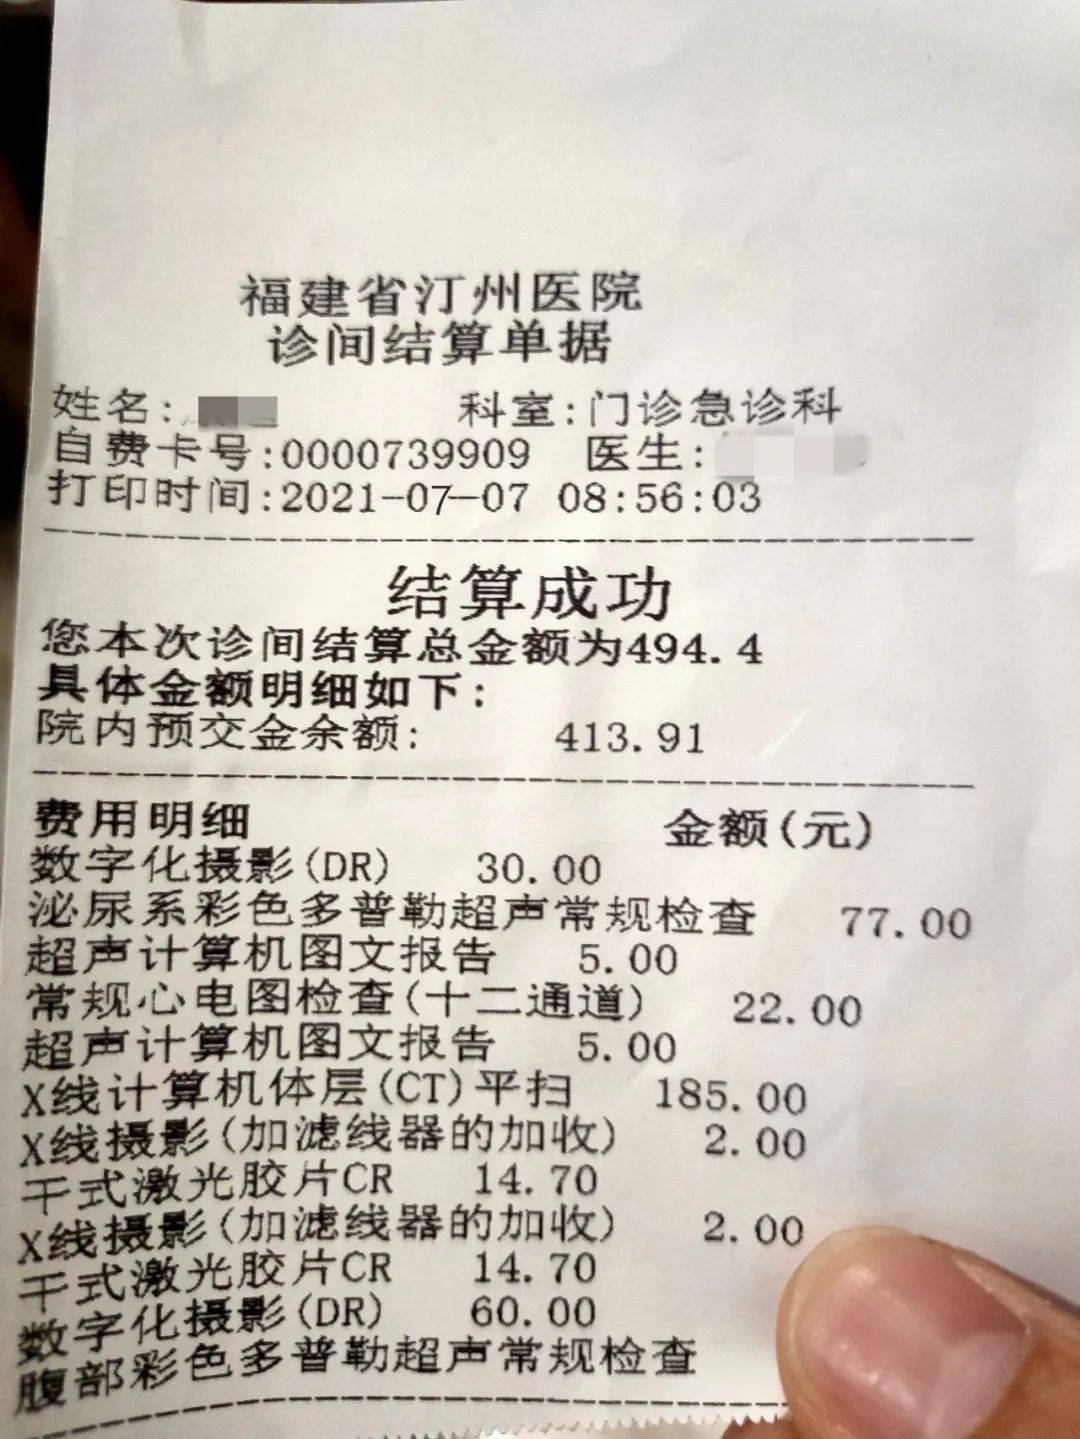 福建省汀州医院
诊间结算单据
姓名: 科室:门诊急诊科
自费卡号:0000739909 医生:
打印时间:2021-07-07 08:56:03
结算成功
您本次诊间结算总金额为494.4
具体金额明细如下:
院内预交金余额: 413.91
费用明细 金额(元)
数字化摄影(DR) 30.00
泌尿系彩色多普勒超声常规检查 77.00
超声计算机图文报告 5.00
常规心电图检查(十二通道) 22.00
超声计算机图文报告 5.00
X线计算机体层(CT)平扫 185.00
X线摄影(加滤线器的加收) 2.00
干式激光胶片CR 14.70
X线摄影(加滤线器的加收) 2.00
干式激光胶片CR 14.70
数字化摄影(DR) 60.00
腹部彩色多普勒超声常规检查